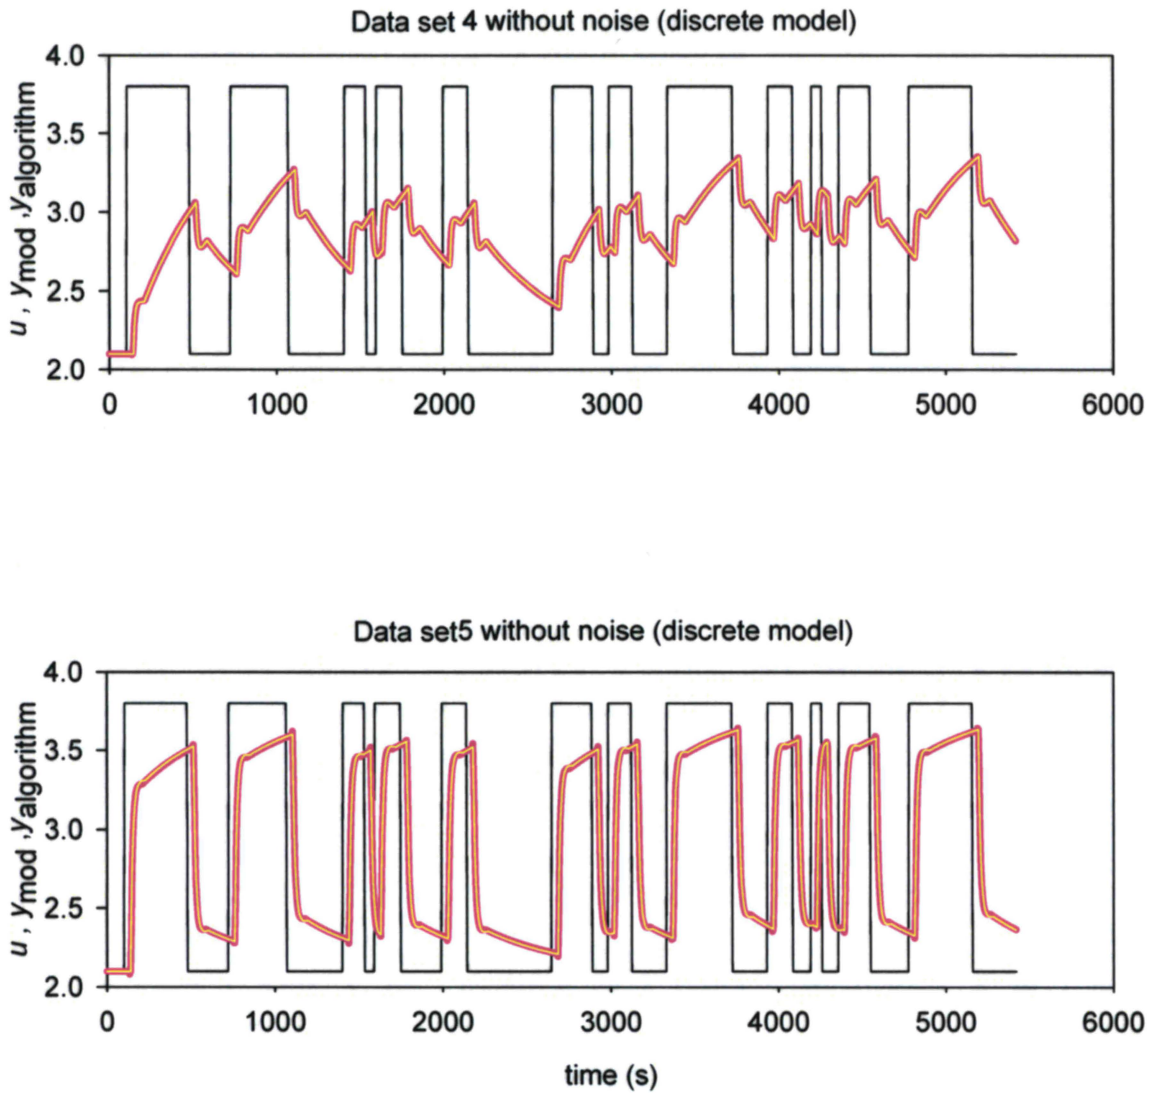 Data set 4 without noise (discrete model)
u , ymod ,yalgorithm
4.0
3.5
3.0
2.5
2.0
0 1000 2000 3000 4000 5000 6000
Data set5 without noise (discrete model)
u , ymod ,yalgorithm
4.0
3.5
3.0
2.5
2.0
0 1000 2000 3000 4000 5000 6000
time (s)